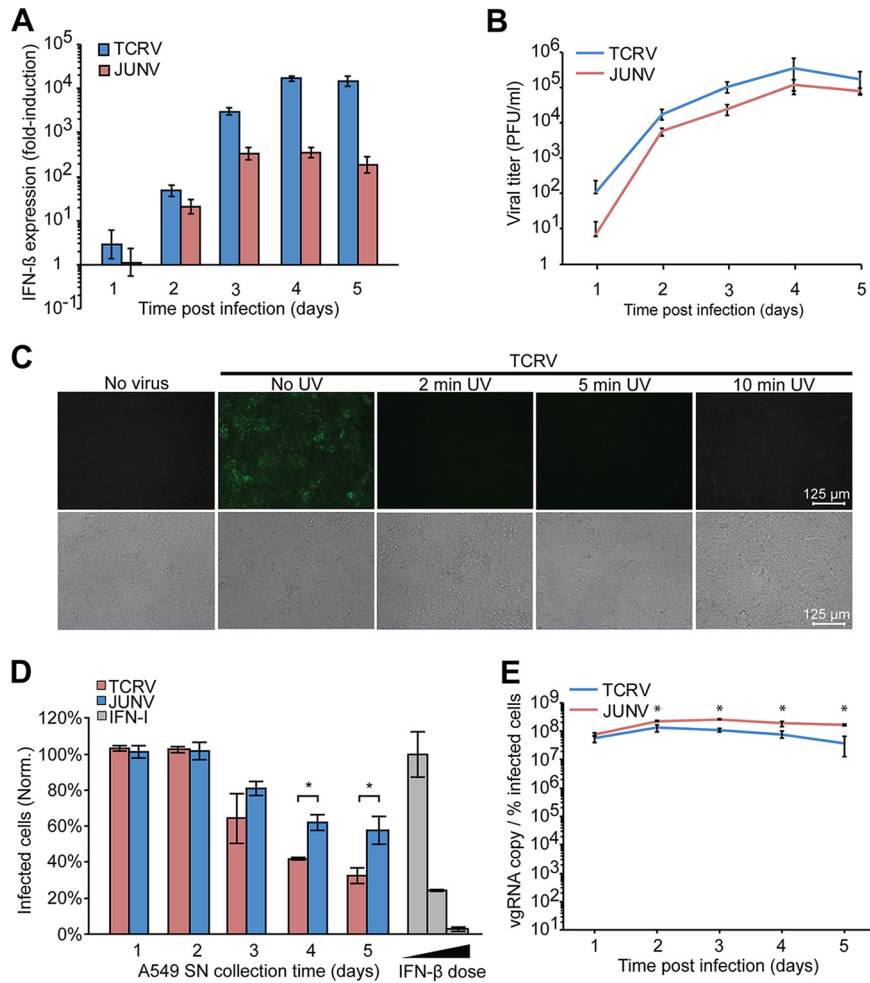 A
TCRV
JUNV
IFN-ß expression (fold-induction)
10^5
10^4
10^3
10^2
10^1
1
10^-1
1 2 3 4 5
Time post infection (days)
B
TCRV
JUNV
Viral titer (PFU/ml)
10^6
10^5
10^4
10^3
10^2
10^1
1
1 2 3 4 5
Time post infection (days)
C
TCRV
No virus No UV 2 min UV 5 min UV 10 min UV
125 µm
125 µm
D
TCRV
JUNV
IFN-I
Infected cells (Norm.)
120%
100%
80%
60%
40%
20%
0%
* *
1 2 3 4 5
A549 SN collection time (days) IFN-β dose
E
TCRV
JUNV
vgRNA copy / % infected cells
10^9
10^8
10^7
10^6
10^5
10^4
10^3
10^2
10^1
* * * *
1 2 3 4 5
Time post infection (days)